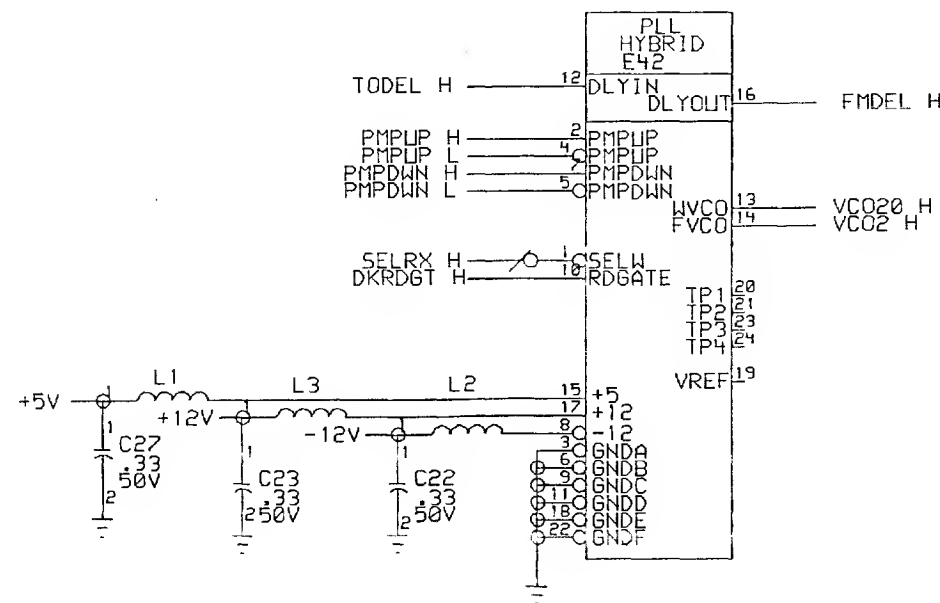 PLL
HYBRID
E42
TODEL H 12 DLYIN
DLYOUT 16 FMDEL H
PMPUP H 2 PMPUP
PMPUP L 4 PMPUP
PMPDWN H 7 PMPDWN
PMPDWN L 5 PMPDWN
WVCO 13 VCO20 H
FVCO 14 VCO2 H
SELRX H 1 SELW
DKRDGT H 10 RDGATE
TP1 20
TP2 21
TP3 23
TP4 24
VREF 19
+5V 1 L1 15 +5
+12V L3 17 +12
-12V L2 8 -12
3 GNDA
6 GNDB
9 GNDC
11 GNDD
18 GNDE
22 GNDF
1 C27
.33
50V
2
1 C23
.33
50V
2
1 C22
.33
50V
2